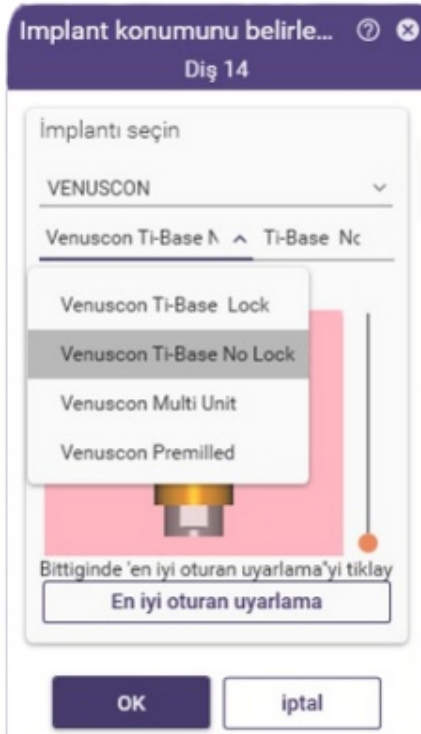 Implant konumunu belirle...
Diş 14
İmplantı seçin
VENUSCON
Venuscon Ti-Base N Ti-Base Nc
Venuscon Ti-Base Lock
Venuscon Ti-Base No Lock
Venuscon Multi Unit
Venuscon Premilled
Bittiginde 'en iyi oturan uyarlama"yi tiklay
En iyi oturan uyarlama
OK iptal